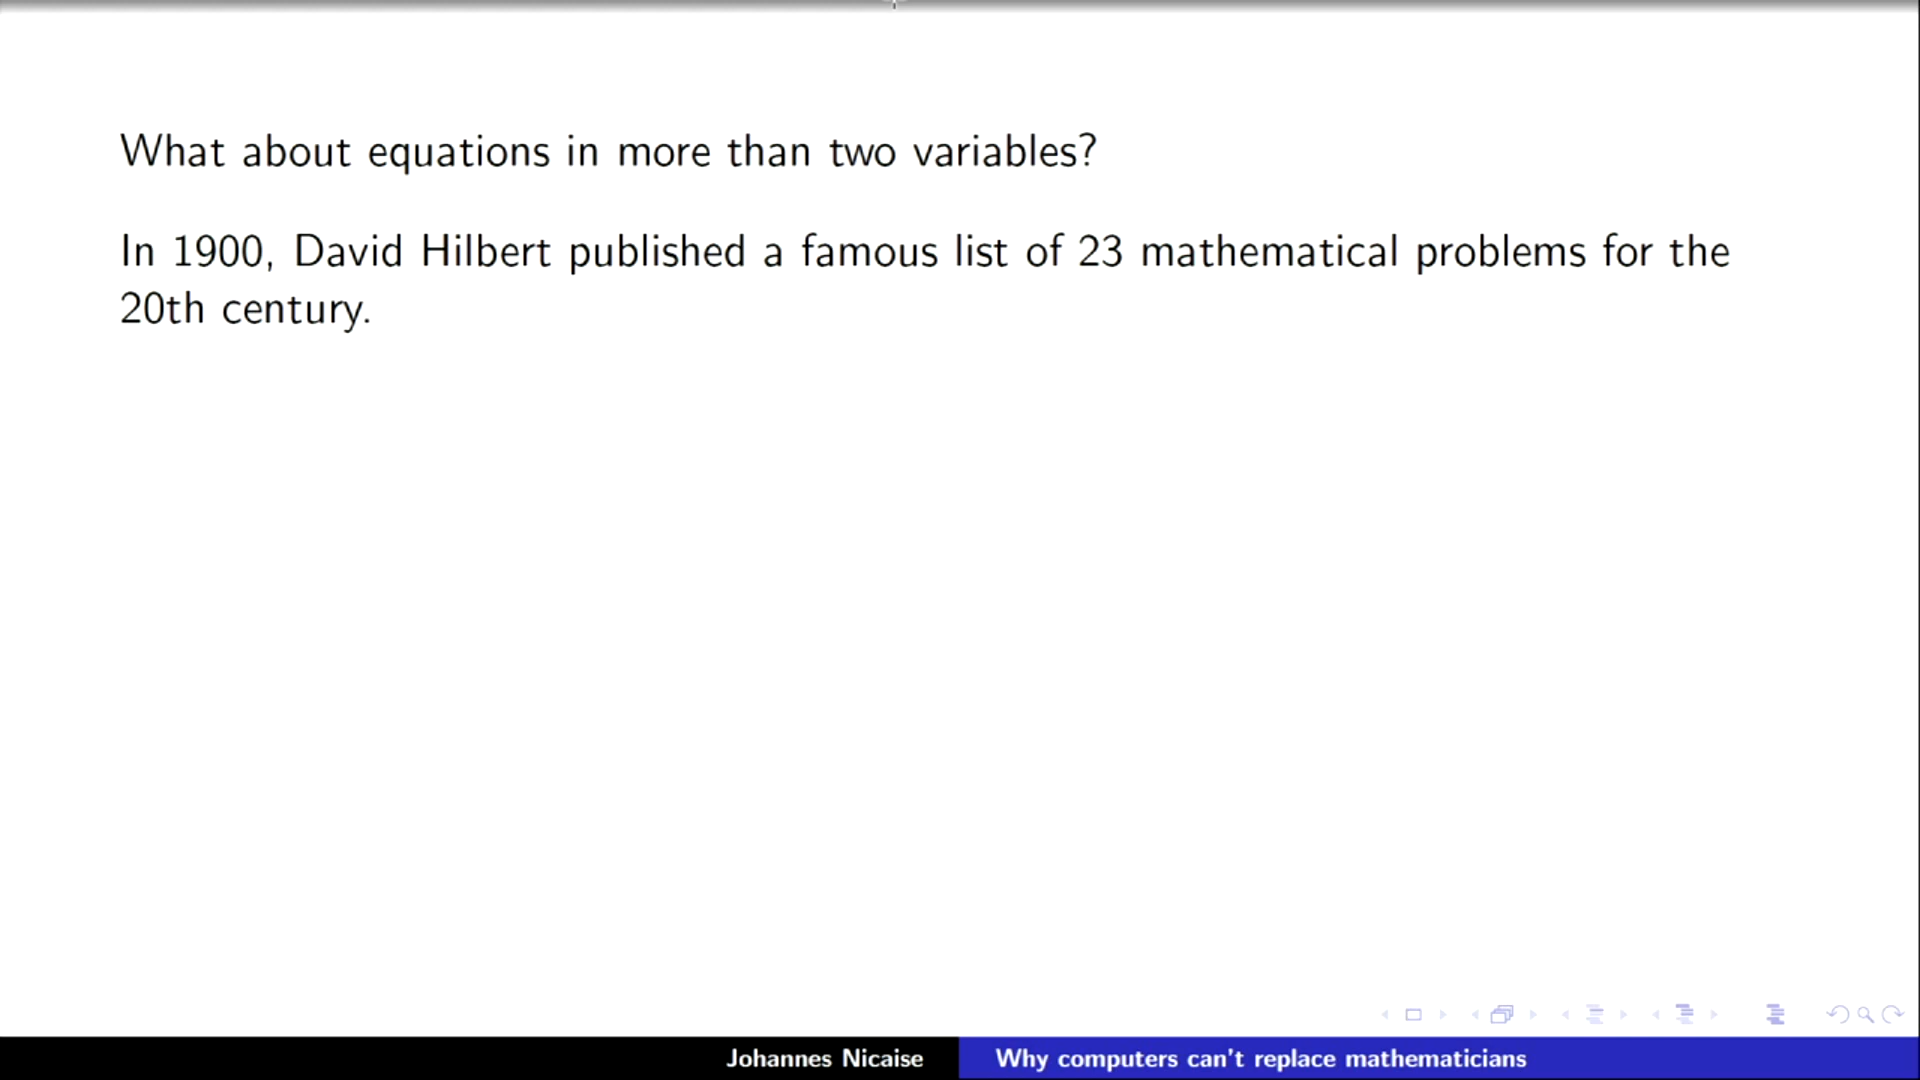 What about equations in more than two variables?
In 1900, David Hilbert published a famous list of 23 mathematical problems for the
20th century.
Johannes Nicaise
Why computers can't replace mathematicians